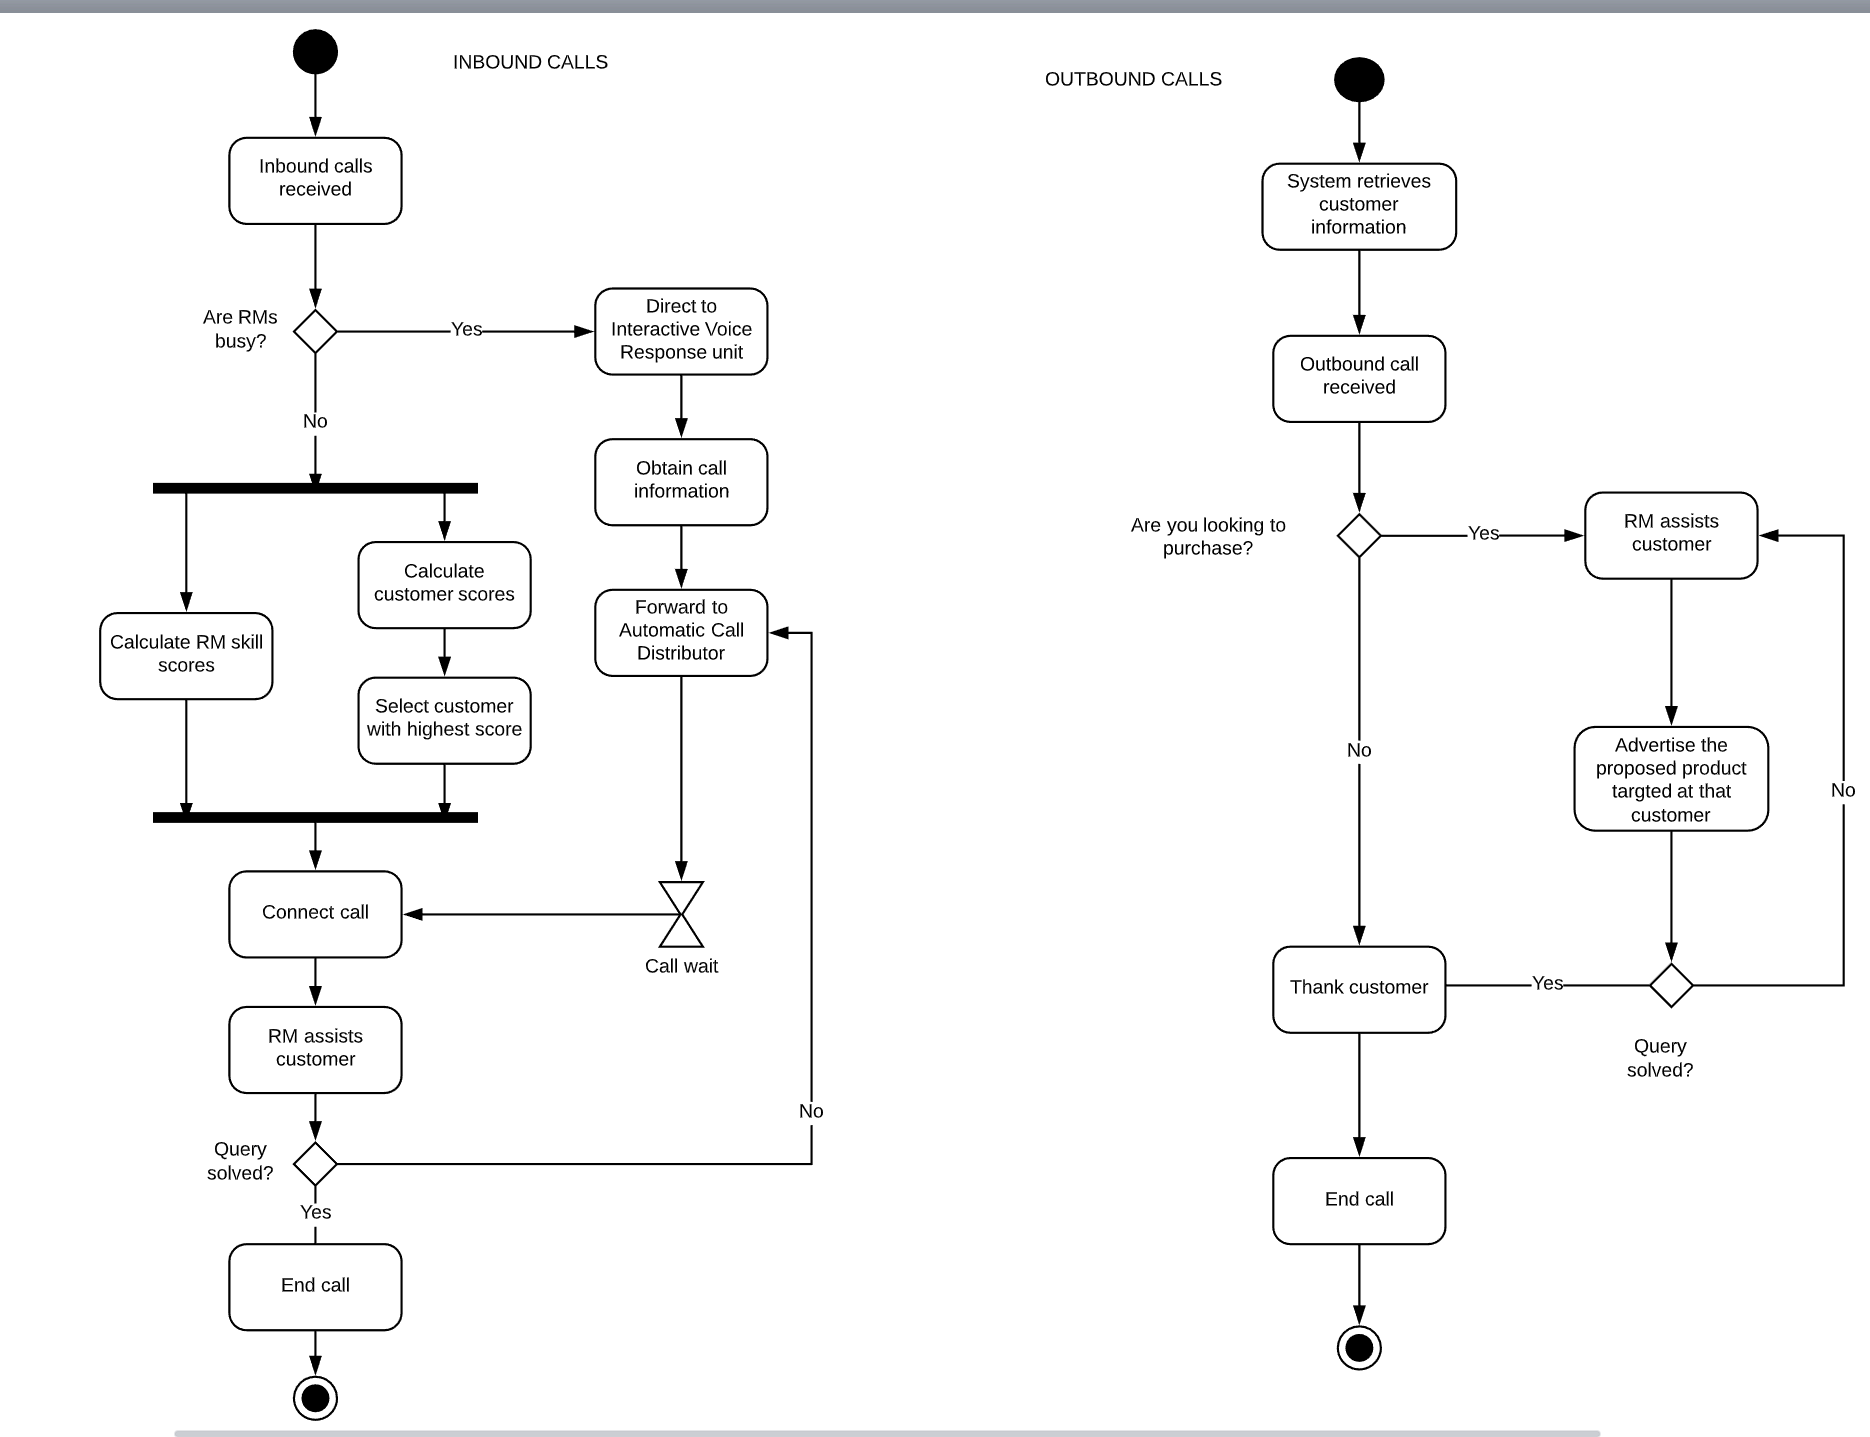 INBOUND CALLS
Inbound calls
received
Are RMs
busy?
Yes
No
Direct to
Interactive Voice
Response unit
Obtain call
information
Calculate
customer scores
Calculate RM skill
scores
Forward to
Automatic Call
Distributor
Select customer
with highest score
Connect call
Call wait
RM assists
customer
No
Query
solved?
Yes
End call
OUTBOUND CALLS
System retrieves
customer
information
Outbound call
received
Are you looking to
purchase?
Yes
RM assists
customer
No
Advertise the
proposed product
targted at that
customer
No
Thank customer
Yes
Query
solved?
End call